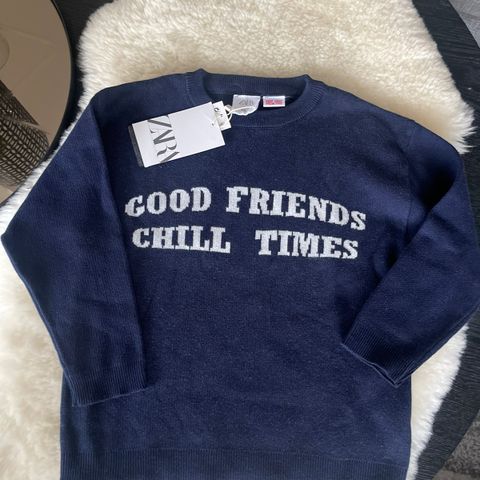 ZARA
GOOD FRIENDS
CHILL TIMES